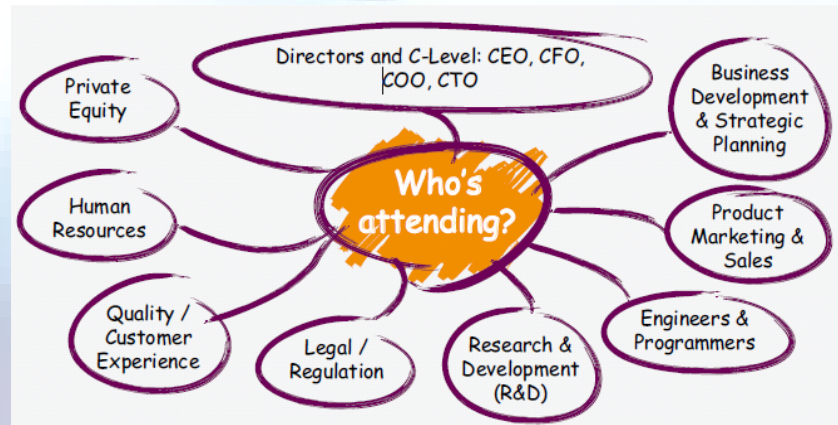 Directors and C-Level: CEO, CFO,
COO, CTO
Private
Equity
Business
Development
& Strategic
Planning
Who's
attending?
Human
Resources
Product
Marketing &
Sales
Quality /
Customer
Experience
Legal /
Regulation
Research &
Development
(R&D)
Engineers &
Programmers